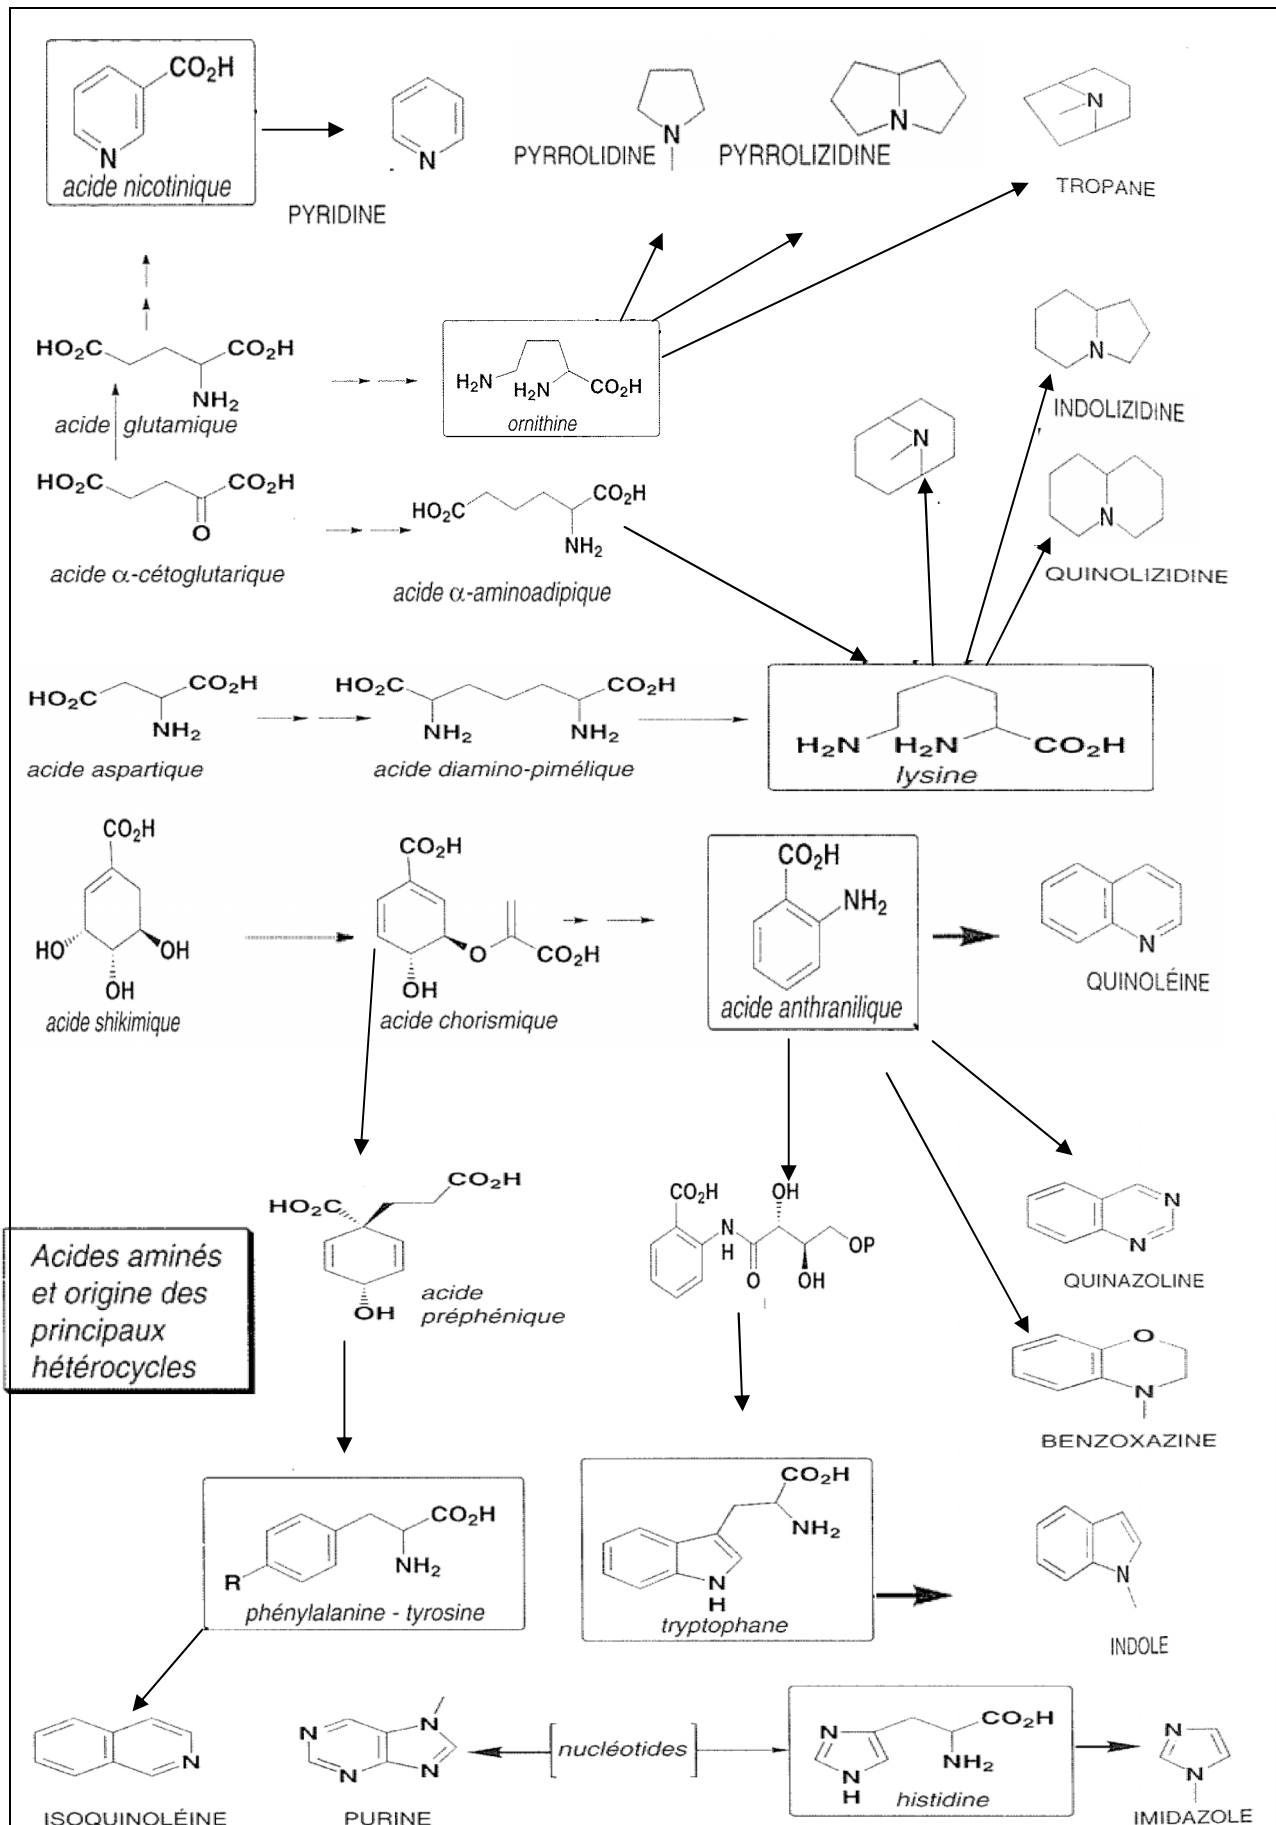 CO₂H
N
acide nicotinique
N
PYRIDINE
PYRROLIDINE
N
PYRROLIZIDINE
N
N
TROPANE
HO₂C
CO₂H
NH₂
acide glutamique
H₂N
H₂N
CO₂H
ornithine
N
INDOLIZIDINE
N
HO₂C
CO₂H
O
acide α-cétoglutarique
HO₂C
CO₂H
NH₂
acide α-aminoadipique
N
QUINOLIZIDINE
HO₂C
CO₂H
NH₂
acide aspartique
HO₂C
CO₂H
NH₂
NH₂
acide diamino-pimélique
H₂N
H₂N
CO₂H
lysine
CO₂H
HO
OH
OH
acide shikimique
CO₂H
O
CO₂H
OH
acide chorismique
CO₂H
NH₂
acide anthranilique
N
QUINOLÉINE
HO₂C
CO₂H
OH
acide
préphénique
CO₂H
N
H
O
OH
OH
OP
N
N
QUINAZOLINE
Acides aminés
et origine des
principaux
hétérocycles
O
N
BENZOXAZINE
R
CO₂H
NH₂
phénylalanine - tyrosine
CO₂H
NH₂
N
H
tryptophane
N
INDOLE
N
ISOQUINOLÉINE
N
N
N
N
PURINE
nucléotides
N
N
H
CO₂H
NH₂
histidine
N
N
IMIDAZOLE